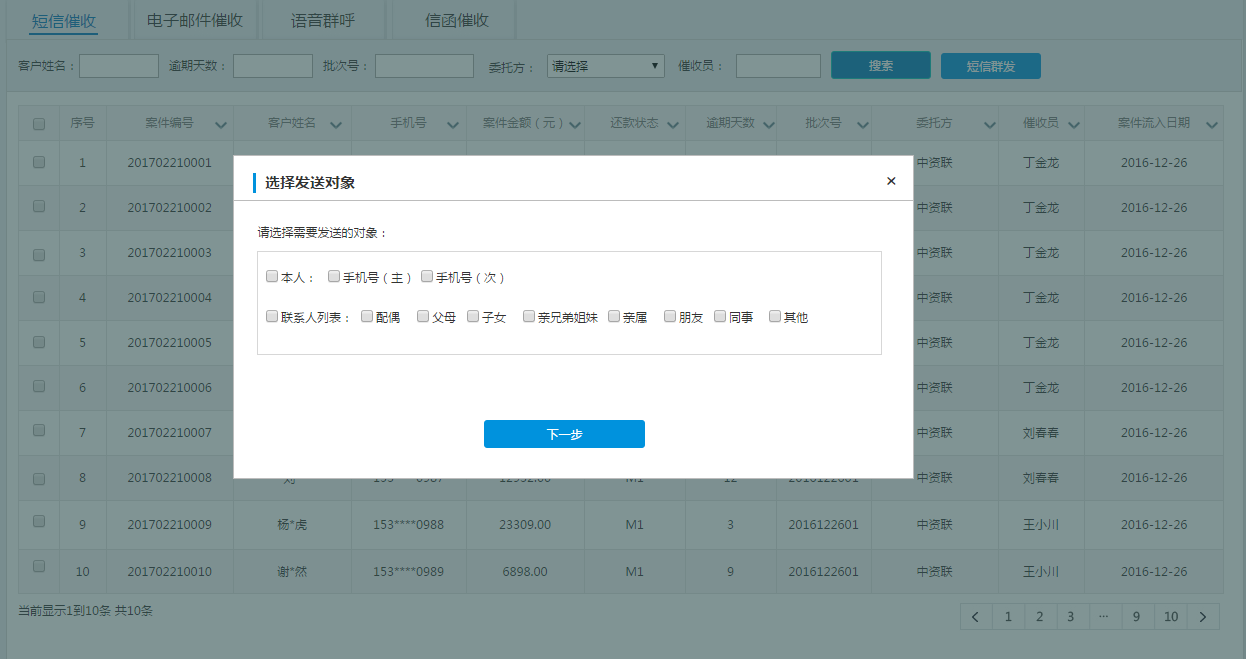 短信催收 电子邮件催收 语音群呼 信函催收
客户姓名： 逾期天数： 批次号： 委托方： 请选择 催收员： 搜索 短信群发
序号 案件编号 客户姓名 手机号 案件金额（元） 还款状态 逾期天数 批次号 委托方 催收员 案件流入日期
1 201702210001 中资联 丁金龙 2016-12-26
选择发送对象 ×
2 201702210002 中资联 丁金龙 2016-12-26
请选择需要发送的对象：
3 201702210003 中资联 丁金龙 2016-12-26
本人： 手机号（主） 手机号（次）
4 201702210004 中资联 丁金龙 2016-12-26
联系人列表： 配偶 父母 子女 亲兄弟姐妹 亲属 朋友 同事 其他
5 201702210005 中资联 丁金龙 2016-12-26
6 201702210006 中资联 丁金龙 2016-12-26
7 201702210007 中资联 刘春春 2016-12-26
下一步
8 201702210008 中资联 刘春春 2016-12-26
9 201702210009 杨*虎 153****0988 23309.00 M1 3 2016122601 中资联 王小川 2016-12-26
10 201702210010 谢*然 153****0989 6898.00 M1 9 2016122601 中资联 王小川 2016-12-26
当前显示1到10条 共10条 < 1 2 3 ··· 9 10 >